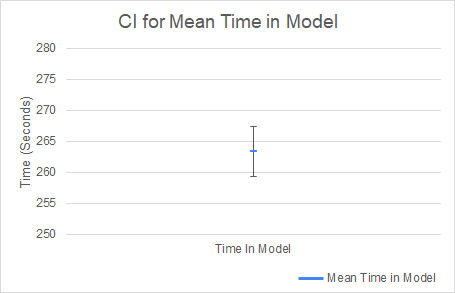 CI for Mean Time in Model
Time (Seconds)
280
275
270
265
260
255
250
Time In Model
Mean Time in Model